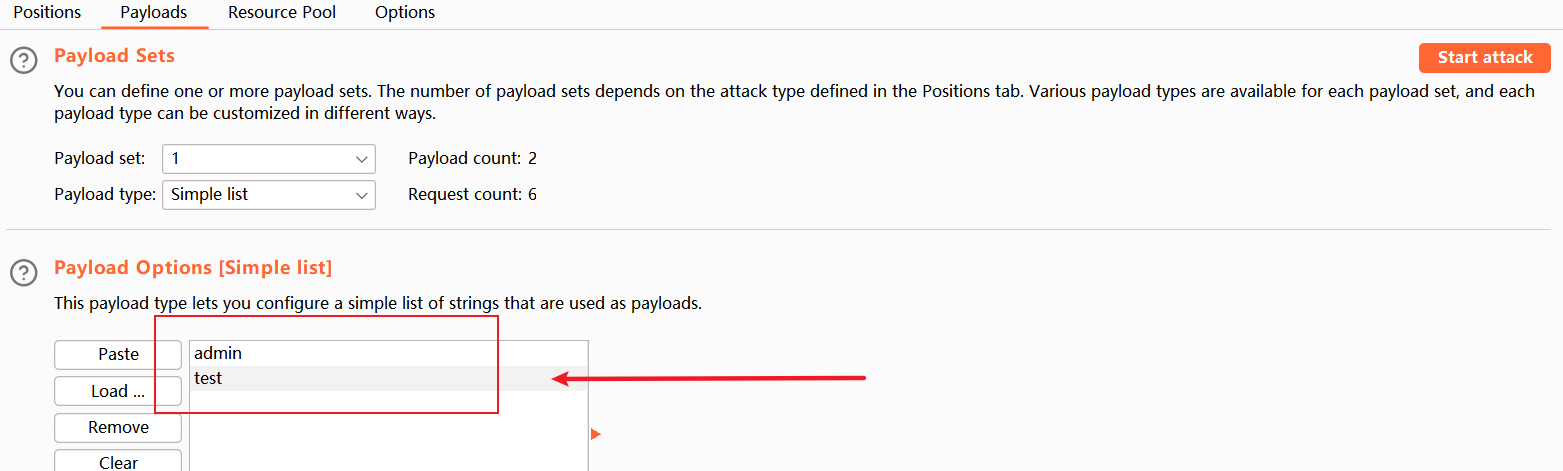 Positions Payloads Resource Pool Options
Payload Sets
Start attack
You can define one or more payload sets. The number of payload sets depends on the attack type defined in the Positions tab. Various payload types are available for each payload set, and each
payload type can be customized in different ways.
Payload set: 1 Payload count: 2
Payload type: Simple list Request count: 6
Payload Options [Simple list]
This payload type lets you configure a simple list of strings that are used as payloads.
Paste admin
Load ... test
Remove
Clear